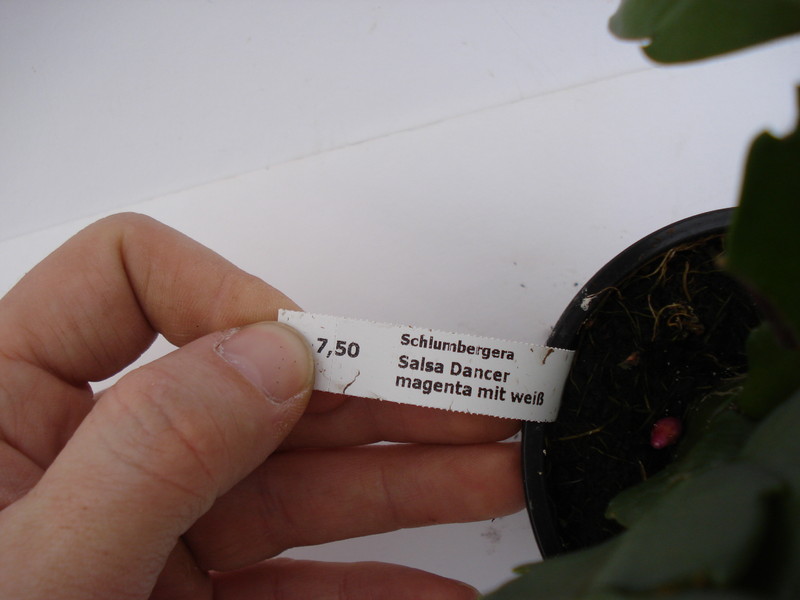 7,50
Schlumbergera
Salsa Dancer
magenta mit weiß